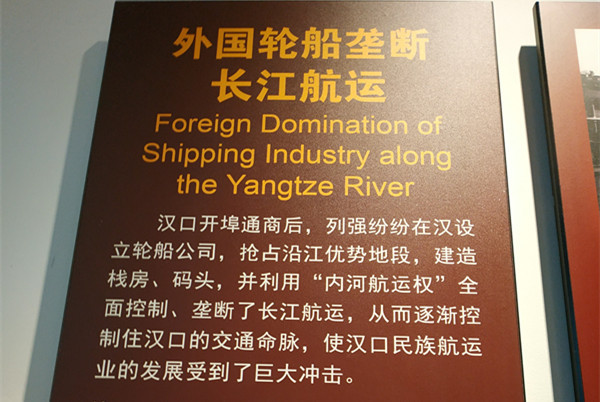 外国轮船垄断
长江航运
Foreign Domination of
Shipping Industry along
the Yangtze River
汉口开埠通商后，列强纷纷在汉设
立轮船公司，抢占沿江优势地段，建造
栈房、码头，并利用“内河航运权”全
面控制、垄断了长江航运，从而逐渐控
制住汉口的交通命脉，使汉口民族航运
业的发展受到了巨大冲击。